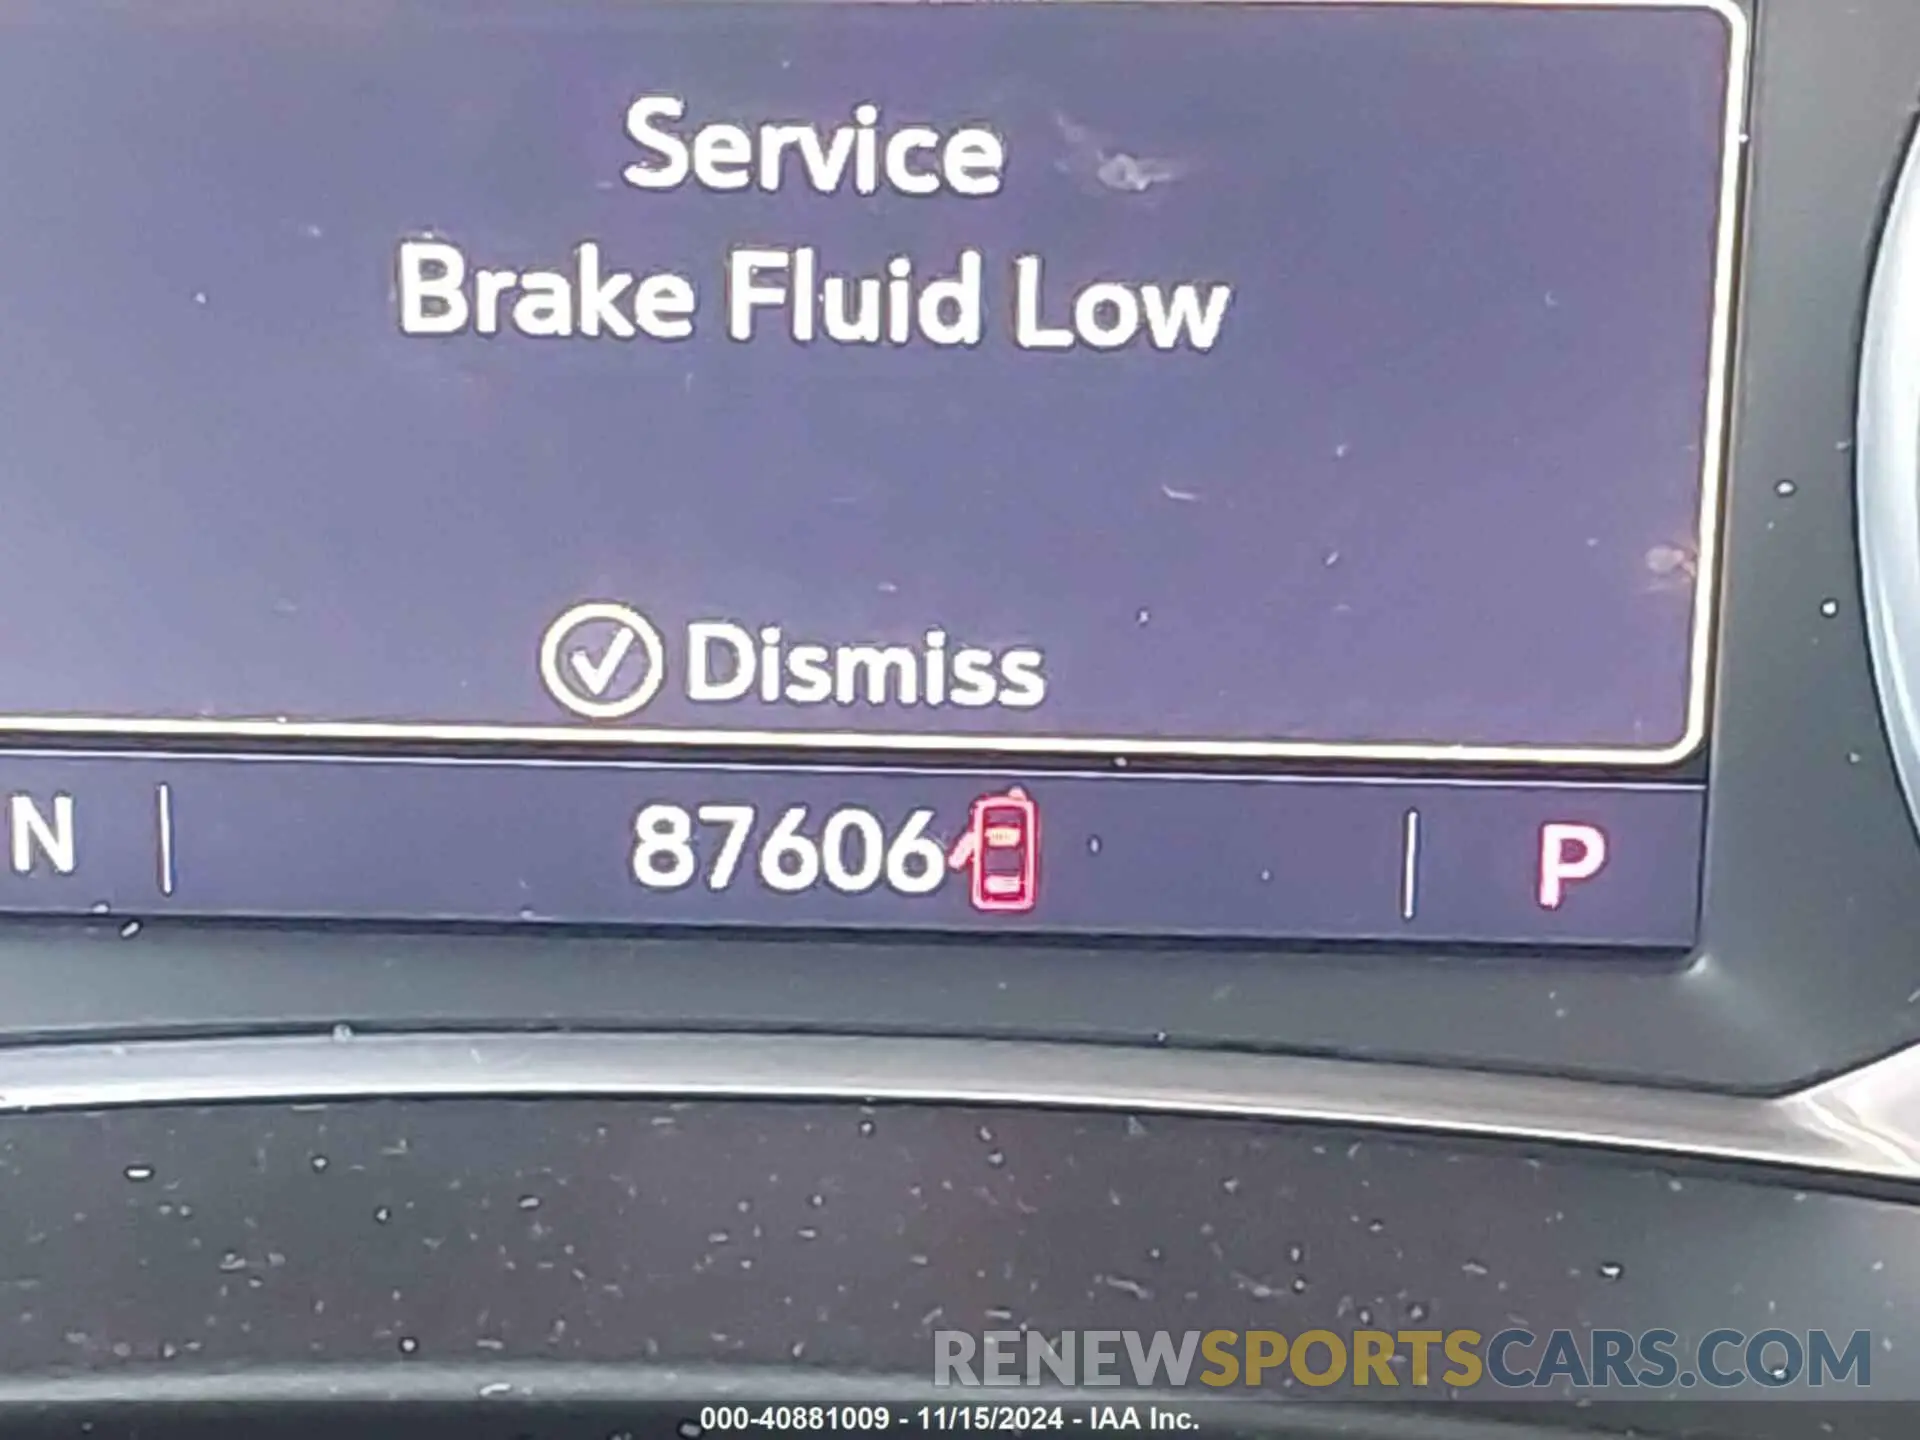 Service
Brake Fluid Low
Dismiss
N 87606 P
RENEWSPORTSCARS.COM
000-40881009 - 11/15/2024 - IAA Inc.